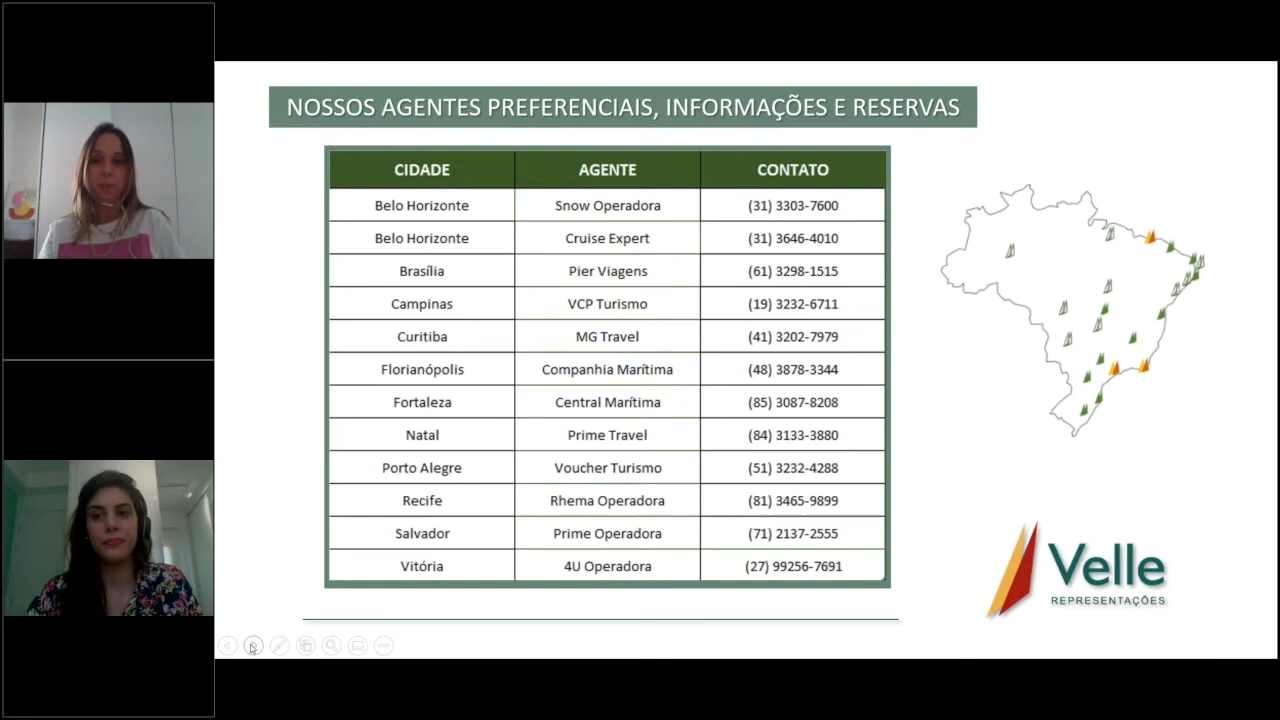 NOSSOS AGENTES PREFERENCIAIS, INFORMAÇÕES E RESERVAS
CIDADE AGENTE CONTATO
Belo Horizonte Snow Operadora (31) 3303-7600
Belo Horizonte Cruise Expert (31) 3646-4010
Brasília Pier Viagens (61) 3298-1515
Campinas VCP Turismo (19) 3232-6711
Curitiba MG Travel (41) 3202-7979
Florianópolis Companhia Marítima (48) 3878-3344
Fortaleza Central Marítima (85) 3087-8208
Natal Prime Travel (84) 3133-3880
Porto Alegre Voucher Turismo (51) 3232-4288
Recife Rhema Operadora (81) 3465-9899
Salvador Prime Operadora (71) 2137-2555
Vitória 4U Operadora (27) 99256-7691
Velle
REPRESENTAÇÕES